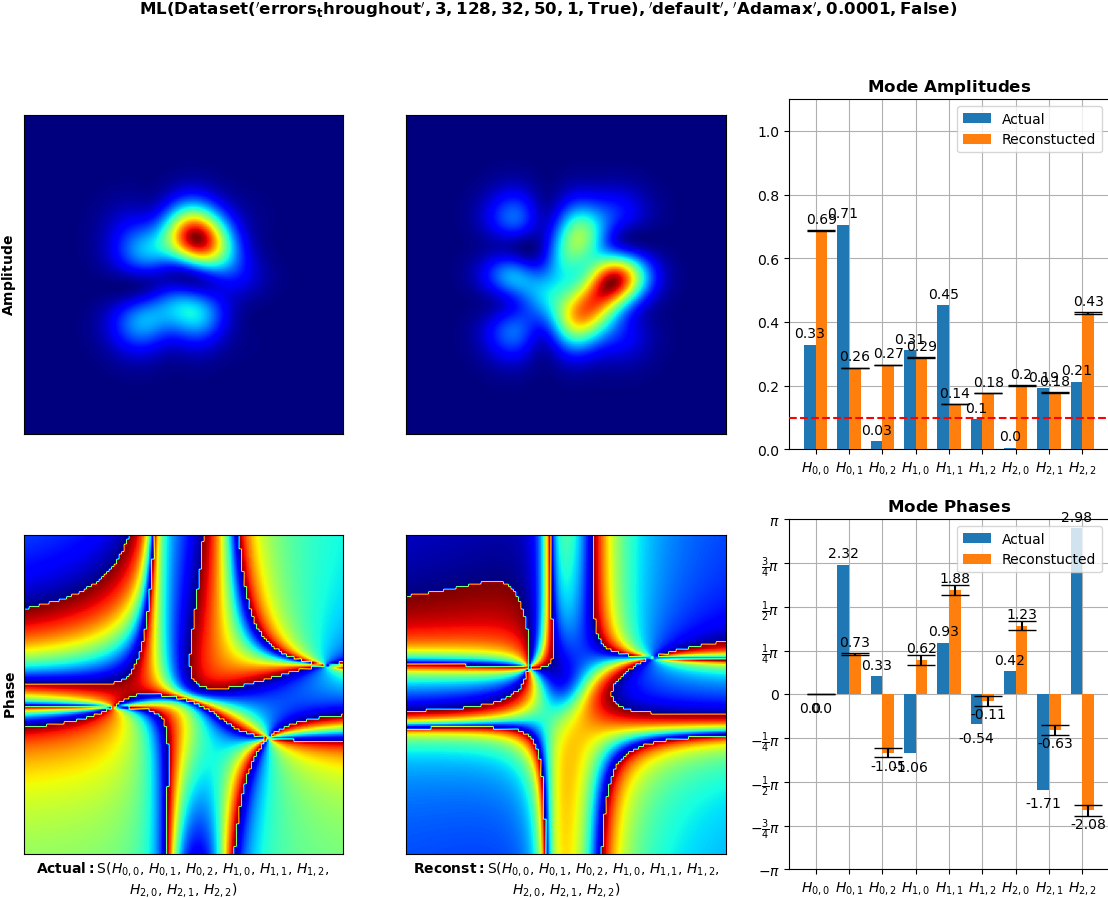 ML(Dataset('errors_throughout', 3, 128, 32, 50, 1, True), 'default', 'Adamax', 0.0001, False)
Amplitude
Mode Amplitudes
Actual
Reconstucted
1.0
0.8
0.6
0.4
0.2
0.0
0.33
0.69
0.71
0.26
0.03
0.27
0.31
0.29
0.45
0.14
0.1
0.18
0.0
0.2
0.19
0.18
0.21
0.43
H0,0 H0,1 H0,2 H1,0 H1,1 H1,2 H2,0 H2,1 H2,2
Phase
Mode Phases
Actual
Reconstucted
π
3/4π
1/2π
1/4π
0
−1/4π
−1/2π
−3/4π
−π
0.0
0.0
2.32
0.73
0.33
-1.05
-1.06
0.62
0.93
1.88
-0.54
-0.11
0.42
1.23
-1.71
-0.63
2.98
-2.08
H0,0 H0,1 H0,2 H1,0 H1,1 H1,2 H2,0 H2,1 H2,2
Actual: S(H0,0, H0,1, H0,2, H1,0, H1,1, H1,2,
H2,0, H2,1, H2,2)
Reconst: S(H0,0, H0,1, H0,2, H1,0, H1,1, H1,2,
H2,0, H2,1, H2,2)